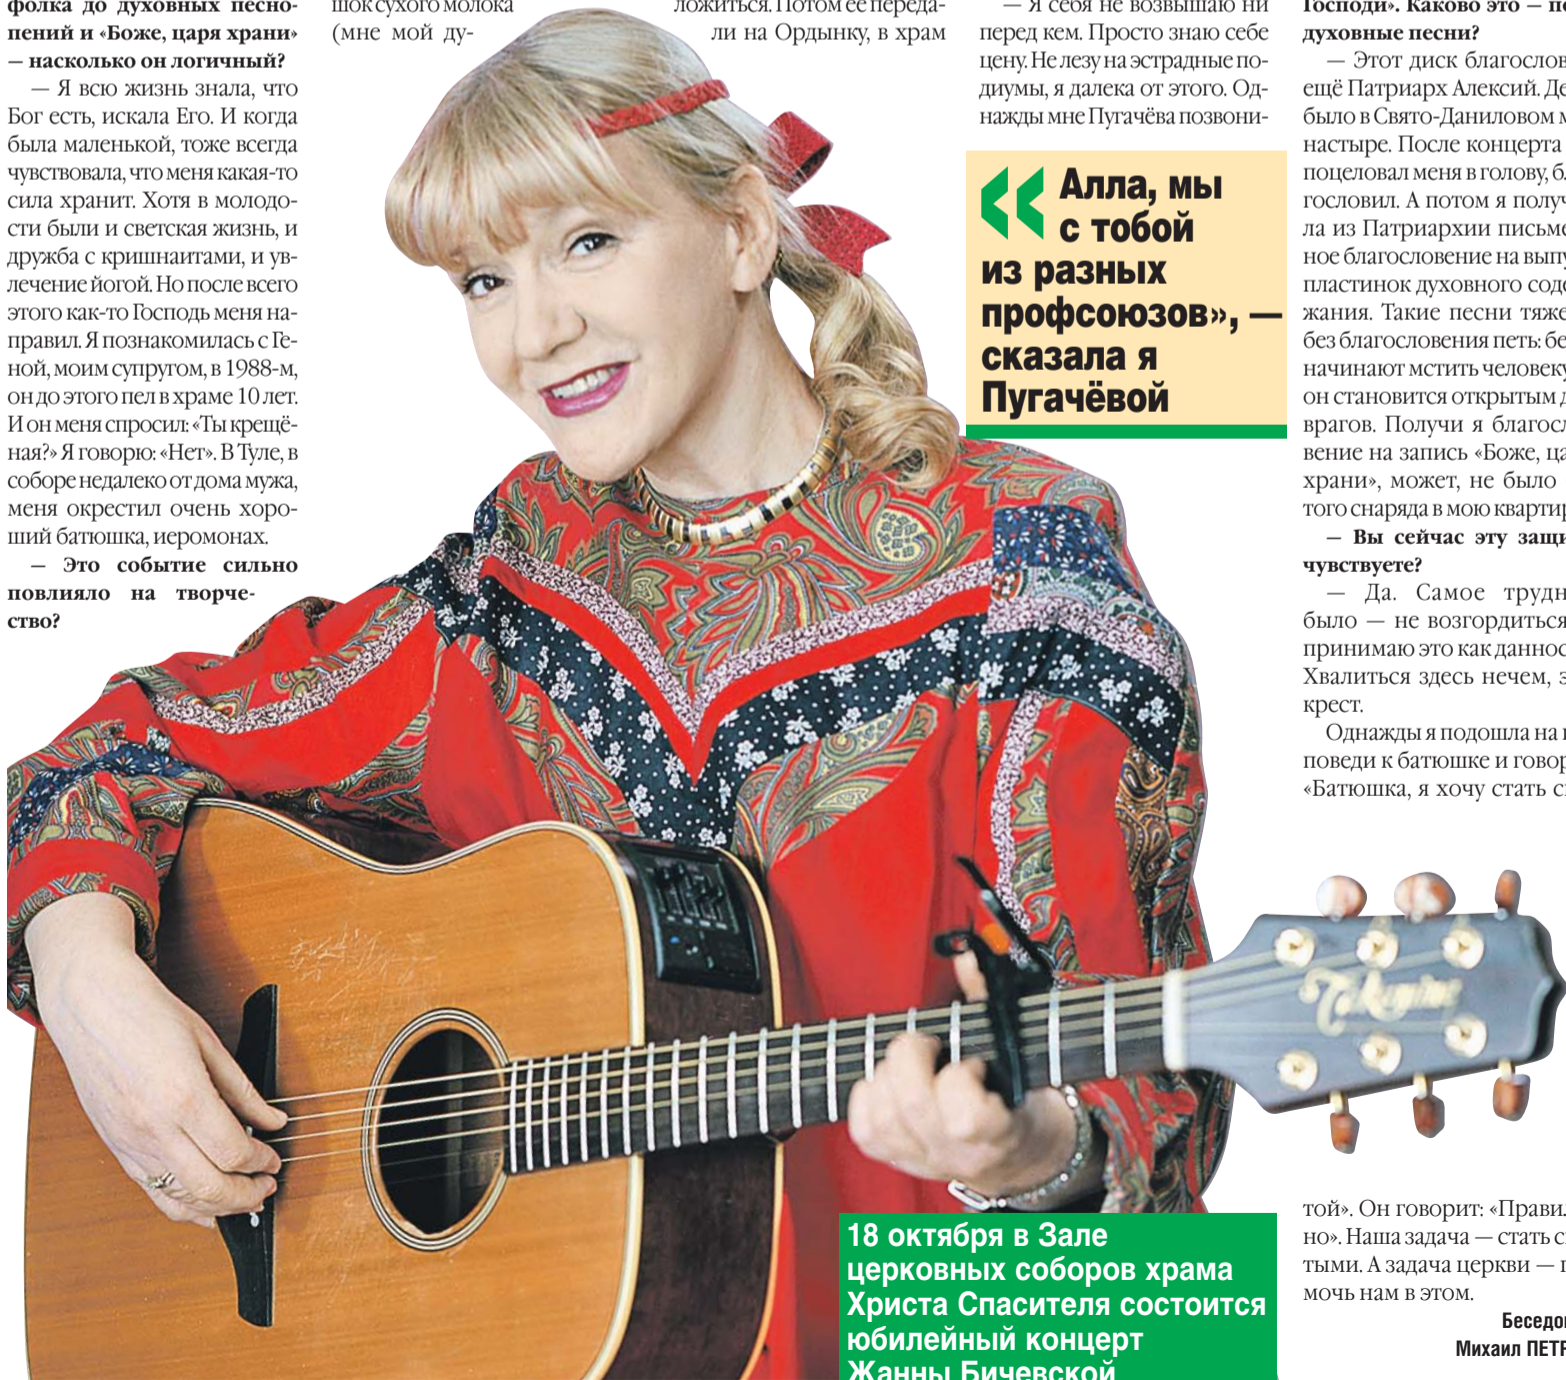 фолка до духовных песно-
пений и «Боже, царя храни»
— насколько он логичный?
— Я всю жизнь знала, что
Бог есть, искала Его. И когда
была маленькой, тоже всегда
чувствовала, что меня какая-то
сила хранит. Хотя в молодо-
сти были и светская жизнь, и
дружба с кришнаитами, и ув-
лечение йогой. Но после всего
этого как-то Господь меня на-
правил. Я познакомилась с Ге-
ной, моим супругом, в 1988-м,
он до этого пел в храме 10 лет.
И он меня спросил: «Ты крещё-
ная?» Я говорю: «Нет». В Туле, в
соборе недалеко от дома мужа,
меня окрестил очень хоро-
ший батюшка, иеромонах.
— Это событие сильно
повлияло на творче-
ство?
шок сухого молока
(мне мой ду-
ложиться. Потом ее переда-
ли на Ордынку, в храм
— Я себя не возвышаю ни
перед кем. Просто знаю себе
цену. Не лезу на эстрадные по-
диумы, я далека от этого. Од-
нажды мне Пугачёва позвони-
«Алла, мы
с тобой
из разных
профсоюзов», —
сказала я
Пугачёвой
Господи». Каково это — пе
духовные песни?
— Этот диск благослов
ещё Патриарх Алексий. Де
было в Свято-Даниловом м
настыре. После концерта
поцеловал меня в голову, бл
гословил. А потом я получ
ла из Патриархии письме
ное благословение на выпу
пластинок духовного соде
жания. Такие песни тяже
без благословения петь: бе
начинают мстить человеку
он становится открытым д
врагов. Получи я благосл
вение на запись «Боже, ца
храни», может, не было
того снаряда в мою квартир
— Вы сейчас эту защи
чувствуете?
— Да. Самое трудн
было — не возгордиться
принимаю это как даннос
Хвалиться здесь нечем, э
крест.
Однажды я подошла на и
поведи к батюшке и говор
«Батюшка, я хочу стать с
Takamine
той». Он говорит: «Правил
но». Наша задача — стать с
тыми. А задача церкви — п
мочь нам в этом.
Беседо
Михаил ПЕТР
18 октября в Зале
церковных соборов храма
Христа Спасителя состоится
юбилейный концерт
Жанны Бичевской